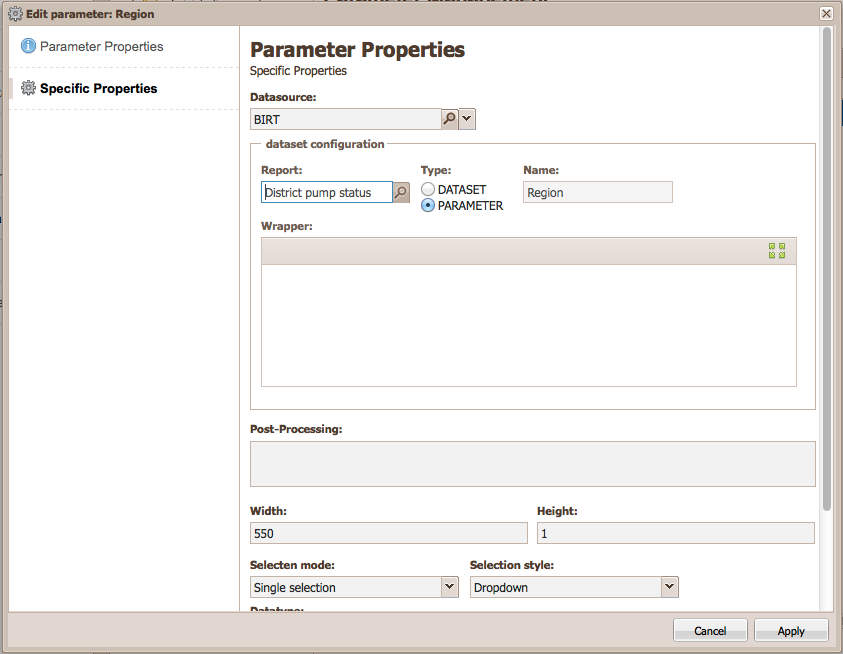 Edit parameter: Region
Parameter Properties
Specific Properties
Parameter Properties
Specific Properties
Datasource:
BIRT
dataset configuration
Report:
Type:
Name:
District pump status
DATASET
PARAMETER
Region
Wrapper:
Post-Processing:
Width:
Height:
550
1
Selecten mode:
Selection style:
Single selection
Dropdown
Datatype:
Cancel
Apply